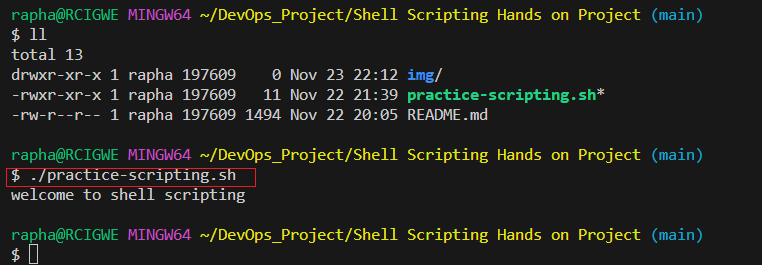 rapha@RCIGWE MINGW64 ~/DevOps_Project/Shell Scripting Hands on Project (main)
$ ll
total 13
drwxr-xr-x 1 rapha 197609    0 Nov 23 22:12 img/
-rwxr-xr-x 1 rapha 197609   11 Nov 22 21:39 practice-scripting.sh*
-rw-r--r-- 1 rapha 197609 1494 Nov 22 20:05 README.md
rapha@RCIGWE MINGW64 ~/DevOps_Project/Shell Scripting Hands on Project (main)
$ ./practice-scripting.sh
welcome to shell scripting
rapha@RCIGWE MINGW64 ~/DevOps_Project/Shell Scripting Hands on Project (main)
$